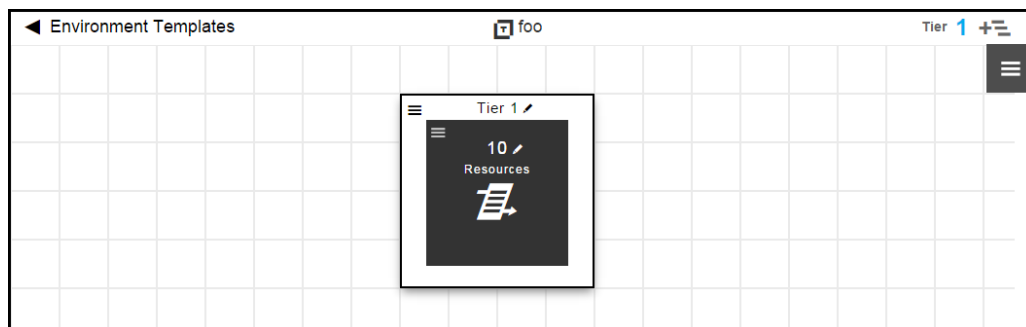 Environment Templates
foo
Tier 1
Tier 1
10
Resources